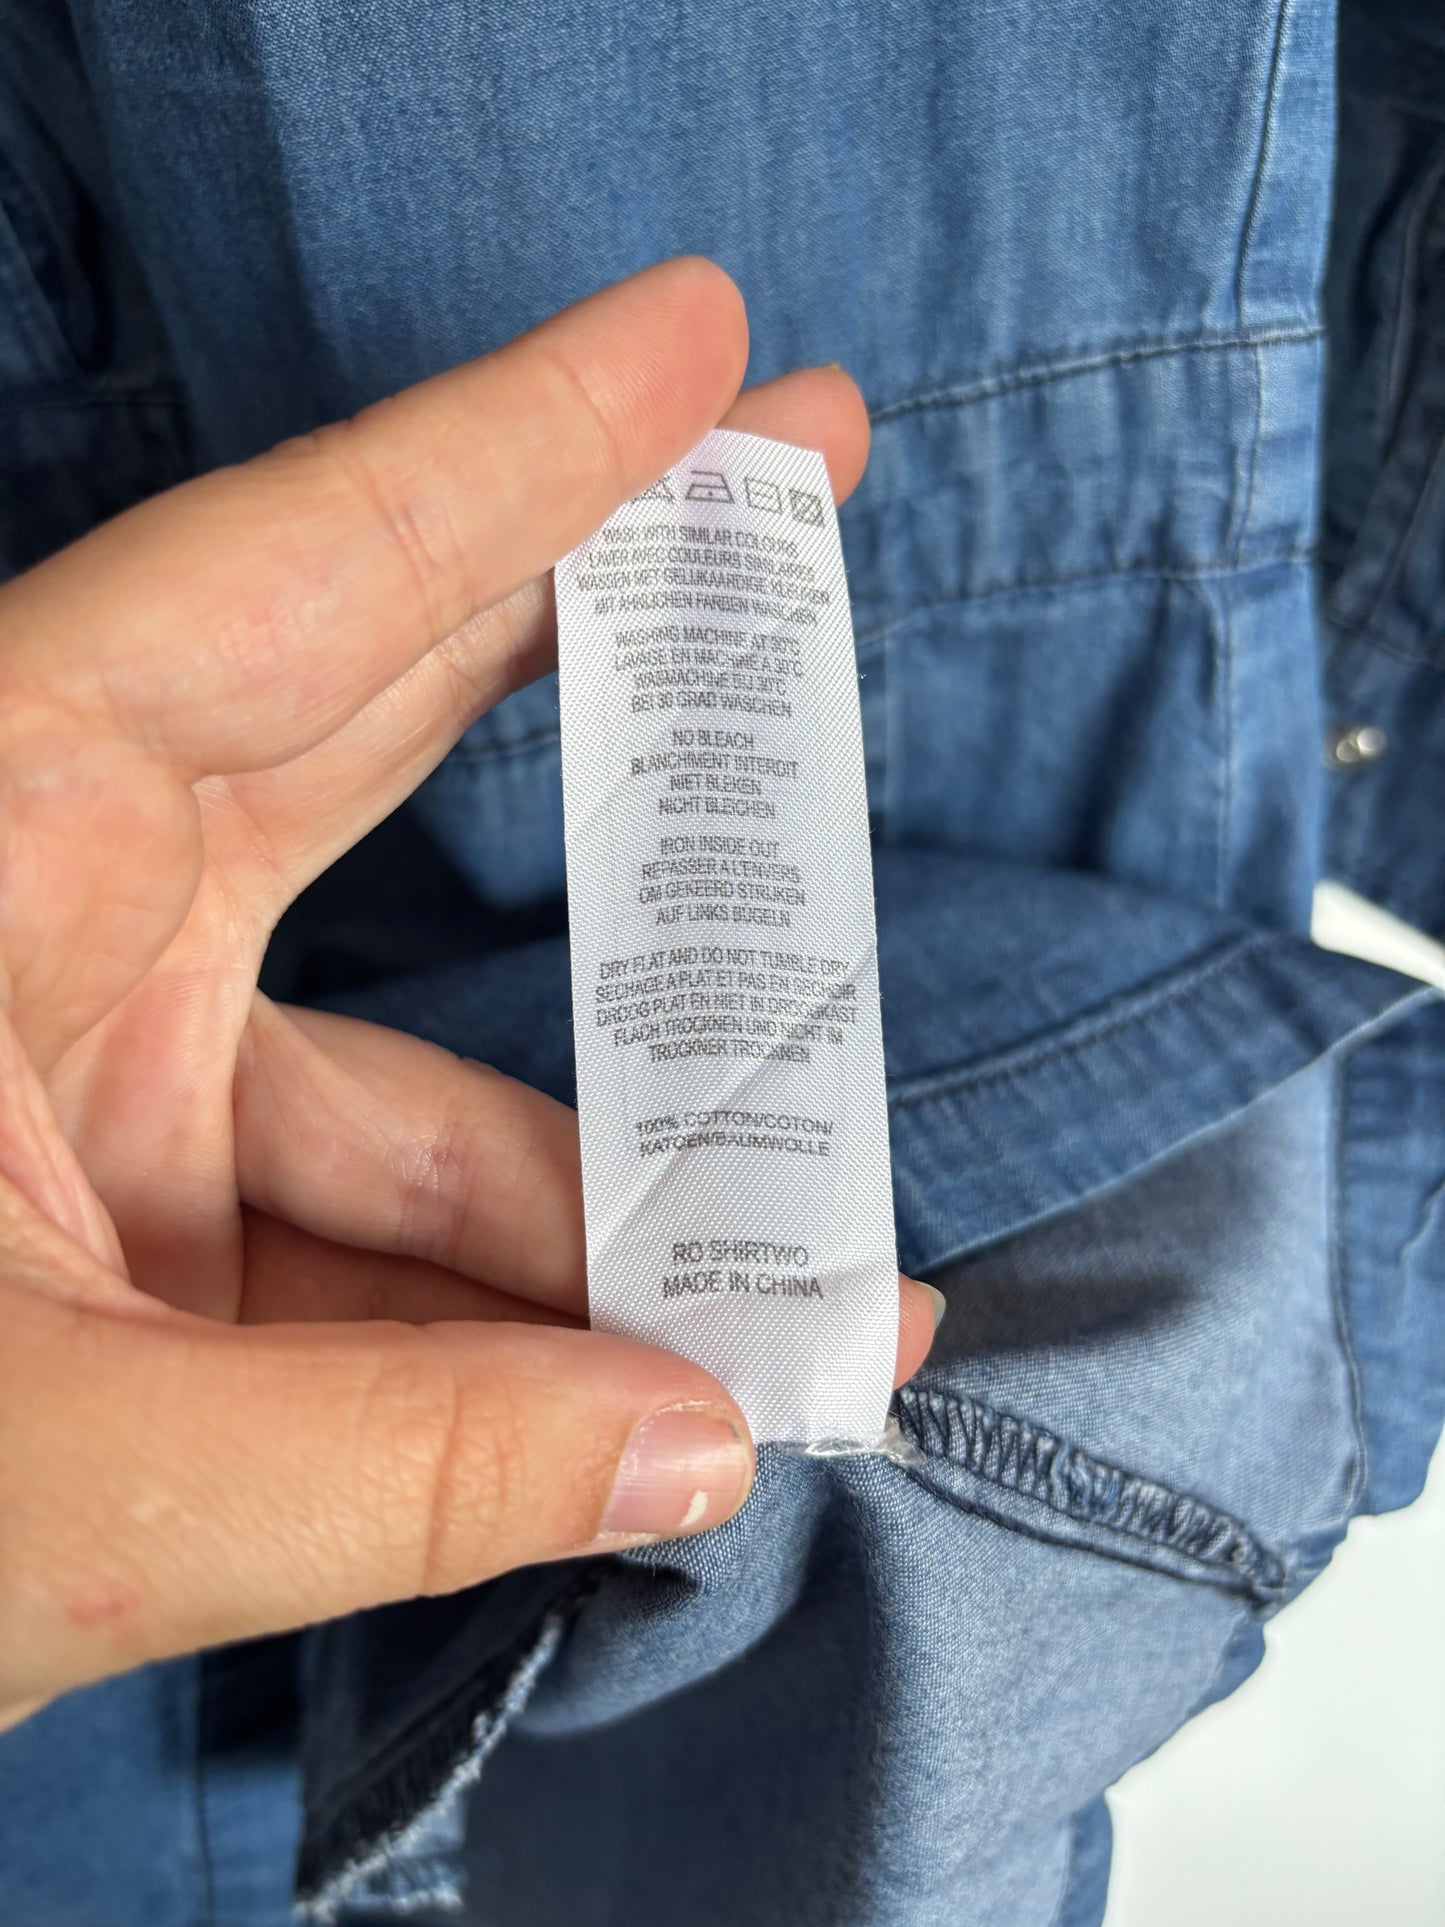 WASH WITH SIMILAR COLOURS
LAVER AVEC COULEURS SIMILAIRES
WASSEN MET GELIJKAARDIGE KLEUREN
MIT ÄHNLICHEN FARBEN WASCHEN
WASHING MACHINE AT 30°C
LAVAGE EN MACHINE A 30°C
WASMACHINE BIJ 30°C
BEI 30 GRAD WASCHEN
NO BLEACH
BLANCHIMENT INTERDIT
NIET BLEKEN
NICHT BLEICHEN
IRON INSIDE OUT
REPASSER A L'ENVERS
OM GEKEERD STRIJKEN
AUF LINKS BÜGELN
DRY FLAT AND DO NOT TUMBLE DRY
SECHAGE A PLAT ET PAS EN SECHOIR
DROOG PLAT EN NIET IN DROOGKAST
FLACH TROCKNEN UND NICHT IM
TROCKNER TROCKNEN
100% COTTON/COTON/
KATOEN/BAUMWOLLE
RO SHIRTWO
MADE IN CHINA